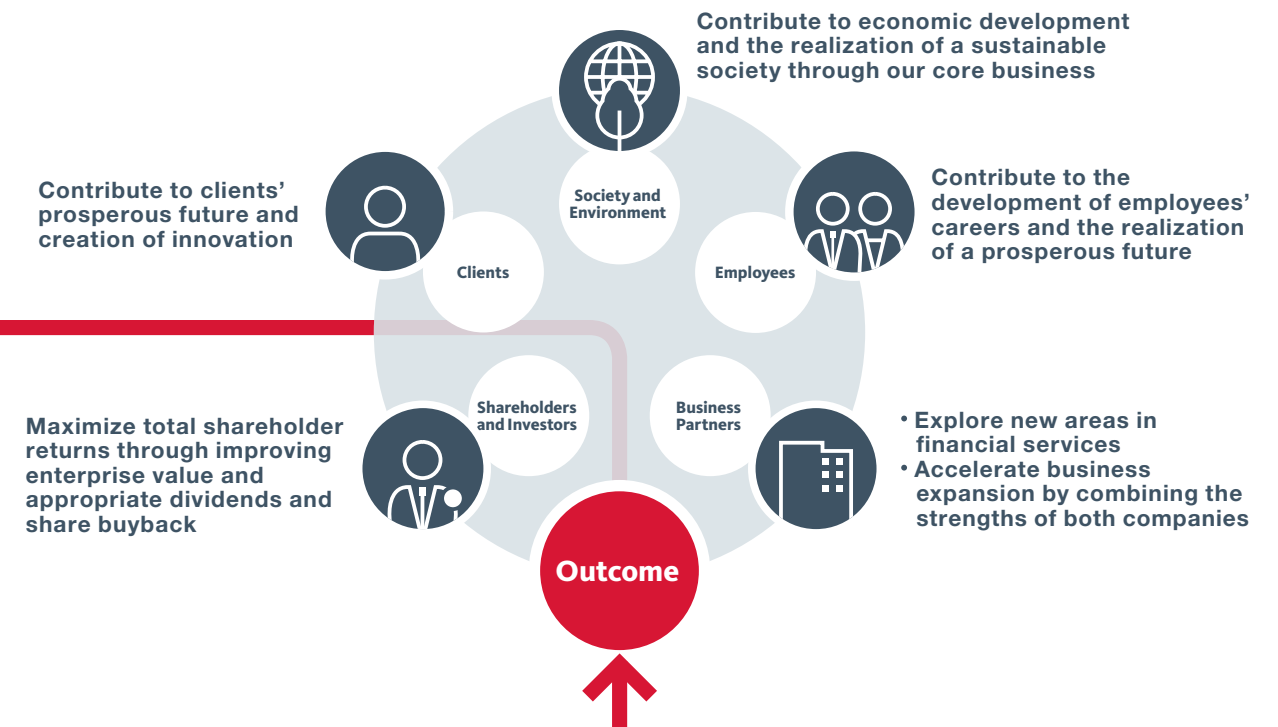 Contribute to economic development
and the realization of a sustainable
society through our core business
Society and
Environment
Contribute to clients’
prosperous future and
creation of innovation
Clients
Employees
Contribute to the
development of employees’
careers and the realization
of a prosperous future
Maximize total shareholder
returns through improving
enterprise value and
appropriate dividends and
share buyback
Shareholders
and Investors
Business
Partners
• Explore new areas in
financial services
• Accelerate business
expansion by combining the
strengths of both companies
Outcome